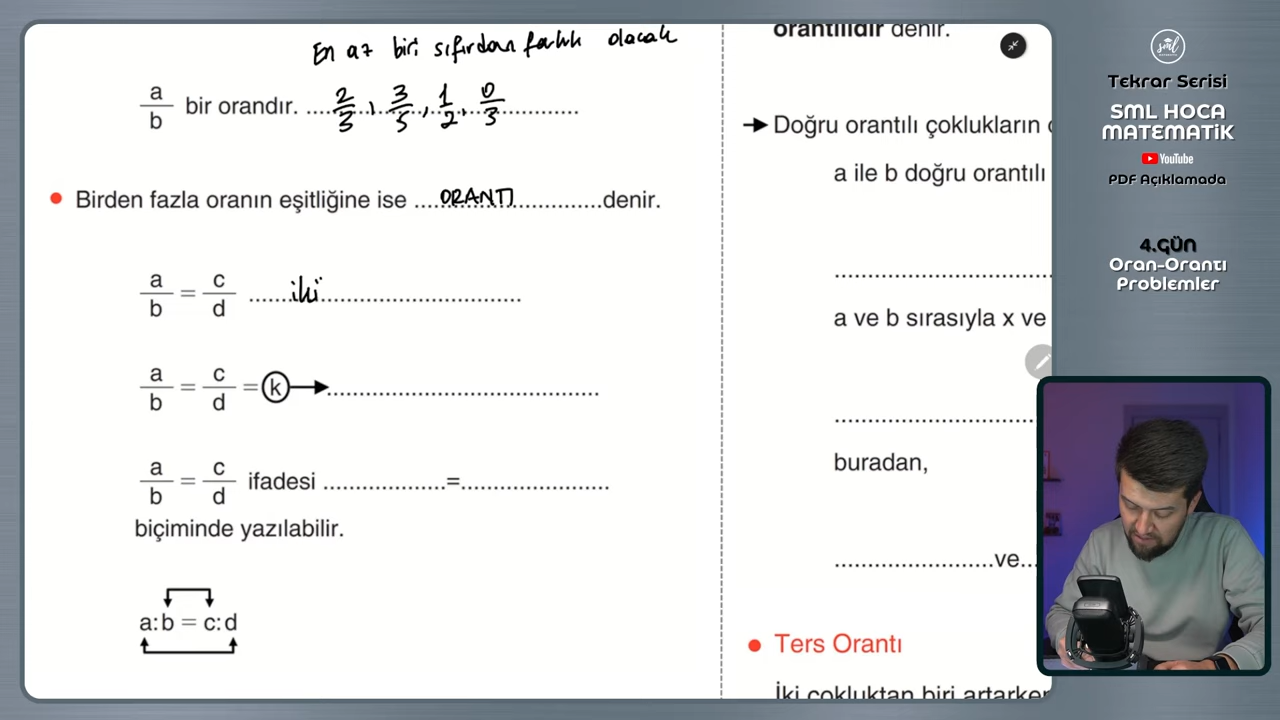 En az biri sıfırdan farklı olacak
a/b bir orandır. .... 2/3, 3/5, 1/2, 0/3 ............
Birden fazla oranın eşitliğine ise .... ORANTI ..............denir.
a/b = c/d .......iki................................
a/b = c/d = k ...........................................
a/b = c/d ifadesi ...................=.......................
biçiminde yazılabilir.
a:b = c:d
orantılıdır denir.
Doğru orantılı çoklukların
a ile b doğru orantılı
..................................
a ve b sırasıyla x ve
................................
buradan,
.........................ve...
Ters Orantı
İki çokluktan biri artarken
sml
Tekrar Serisi
SML HOCA
MATEMATİK
YouTube
PDF Açıklamada
4.GÜN
Oran-Orantı
Problemler